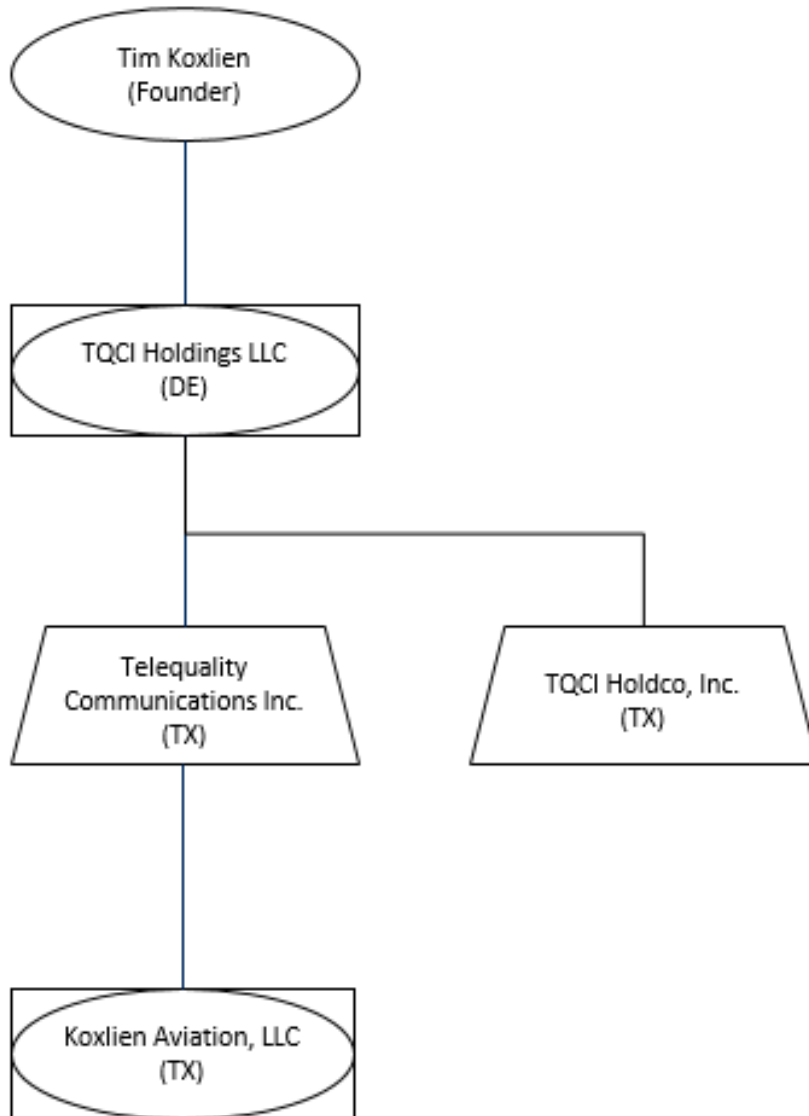 Tim Koxlien
(Founder)
TQCI Holdings LLC
(DE)
Telequality
Communications Inc.
(TX)
TQCI Holdco, Inc.
(TX)
Koxlien Aviation, LLC
(TX)